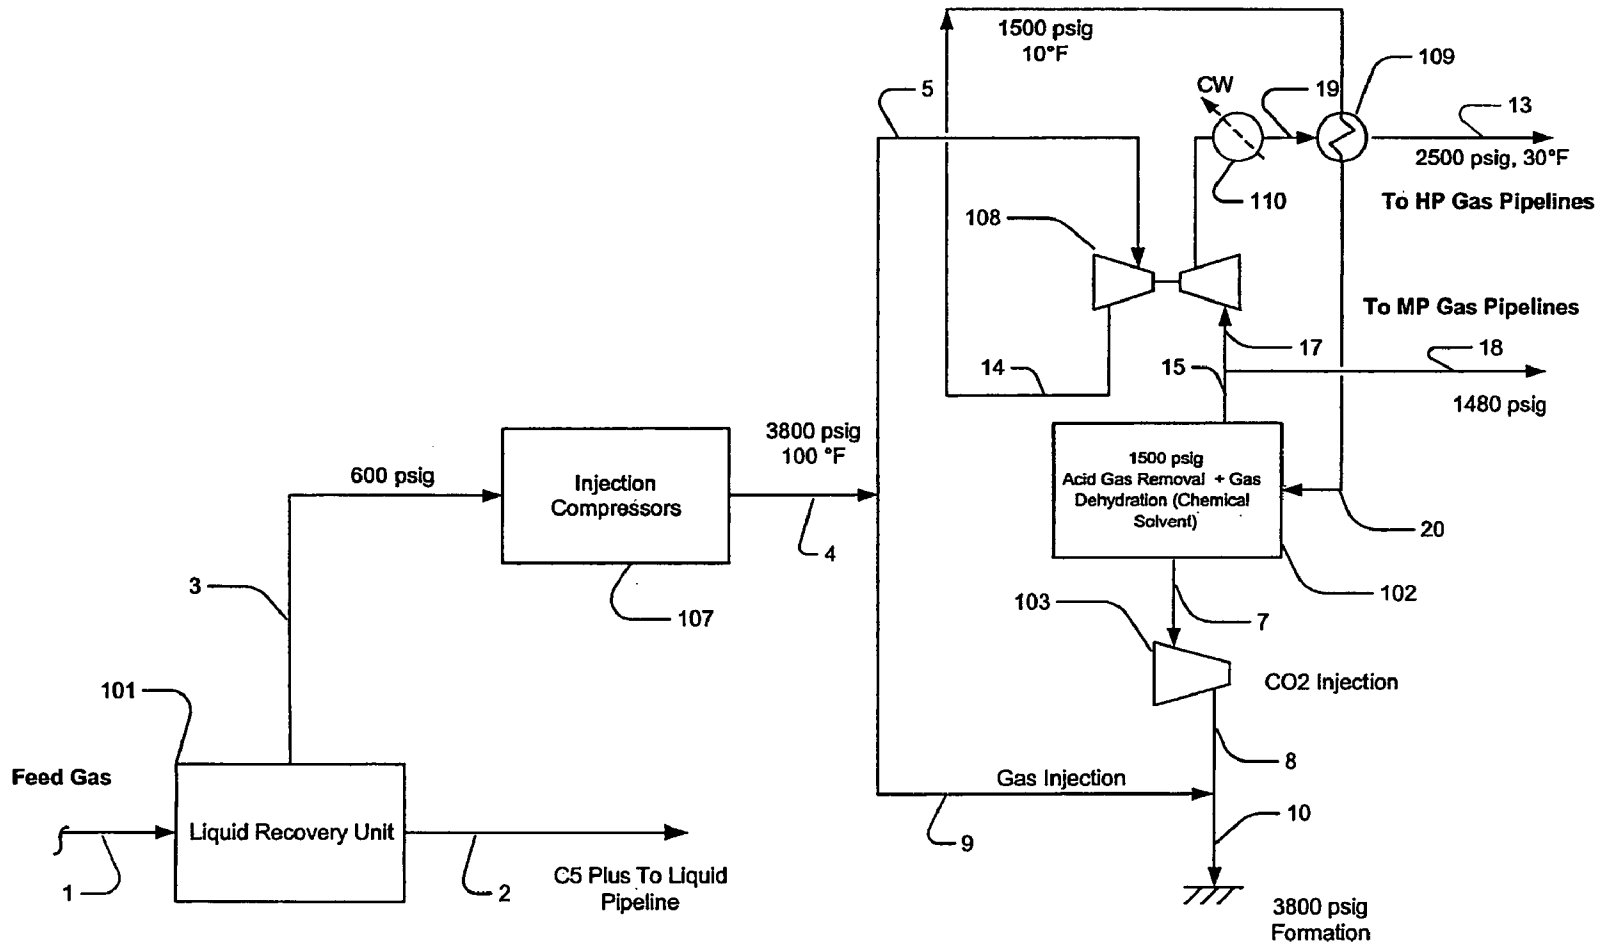 1500 psig
10°F
109
5
CW
19
13
2500 psig, 30°F
110
To HP Gas Pipelines
108
To MP Gas Pipelines
17
18
14
15
1480 psig
3800 psig
100 °F
1500 psig
Acid Gas Removal + Gas
Dehydration (Chemical
Solvent)
600 psig
Injection
Compressors
4
20
3
107
103
102
7
101
CO2 Injection
8
Feed Gas
Gas Injection
10
Liquid Recovery Unit
9
1
2
C5 Plus To Liquid
Pipeline
3800 psig
Formation